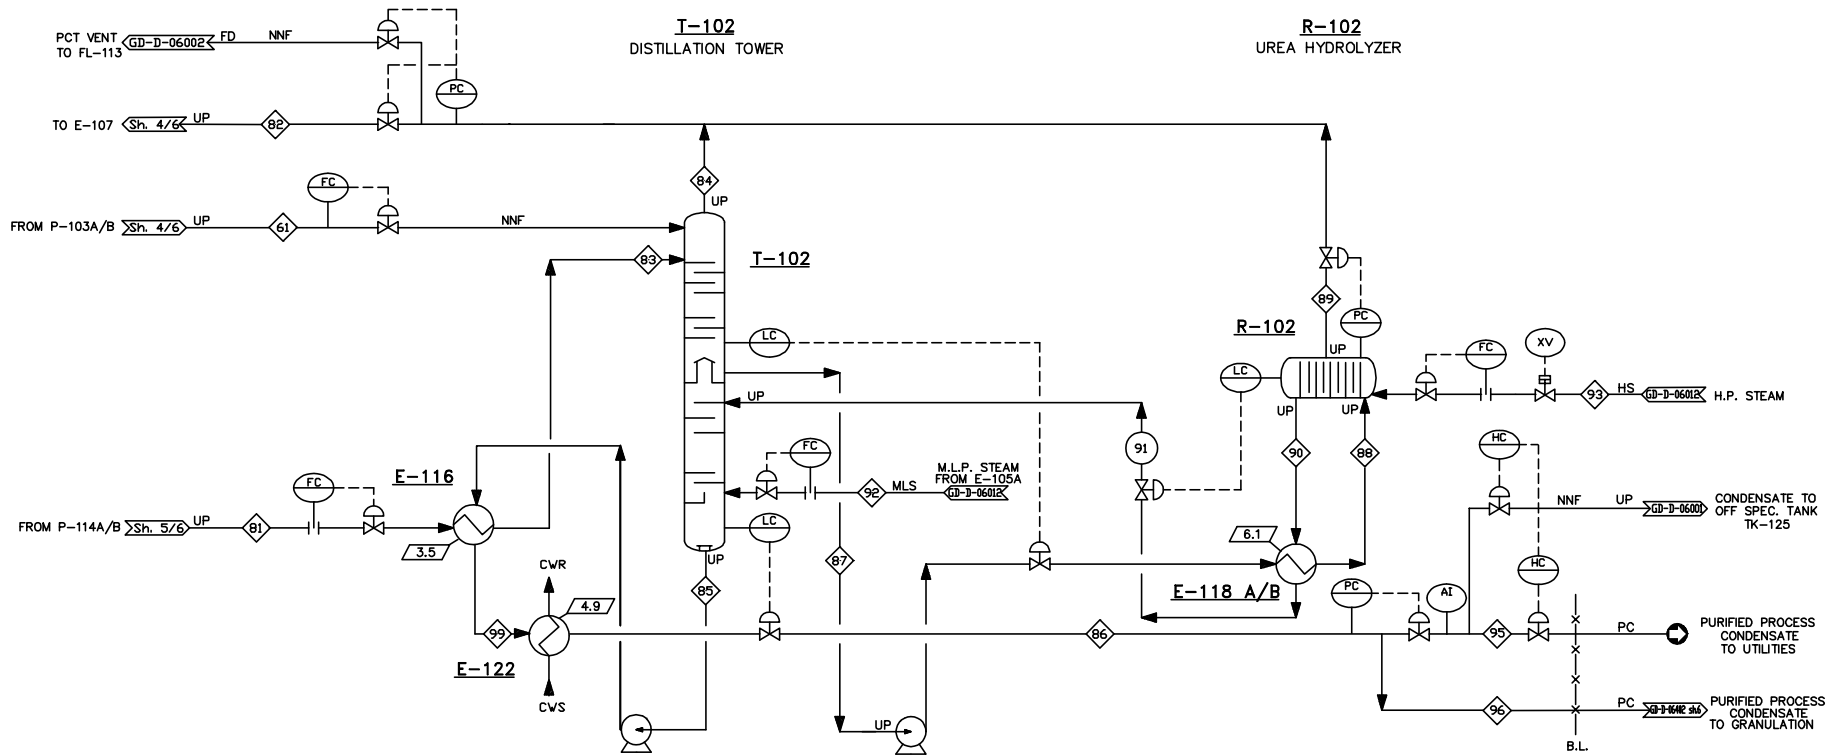 T-102
DISTILLATION TOWER
R-102
UREA HYDROLYZER
PCT VENT
TO FL-113
GD-D-06002
FD
NNF
PC
TO E-107
Sh. 4/6
UP
82
84
UP
FC
FROM P-103A/B
Sh. 4/6
UP
61
NNF
83
T-102
89
R-102
PC
UP
LC
LC
FC
XV
93
HS
GD-D-06012
H.P. STEAM
UP
UP
UP
HC
HC
91
90
88
FC
M.L.P. STEAM
FROM E-105A
92
MLS
GD-D-06012
E-116
FC
FROM P-114A/B
Sh. 5/6
UP
81
3.5
LC
NNF
UP
GD-D-06001
CONDENSATE TO
OFF SPEC. TANK
TK-125
6.1
UP
85
87
CWR
4.9
E-118 A/B
PC
AI
99
86
95
PC
PURIFIED PROCESS
CONDENSATE
TO UTILITIES
E-122
CWS
UP
96
PC
GD-D-06402 sh.6
PURIFIED PROCESS
CONDENSATE
TO GRANULATION
B.L.